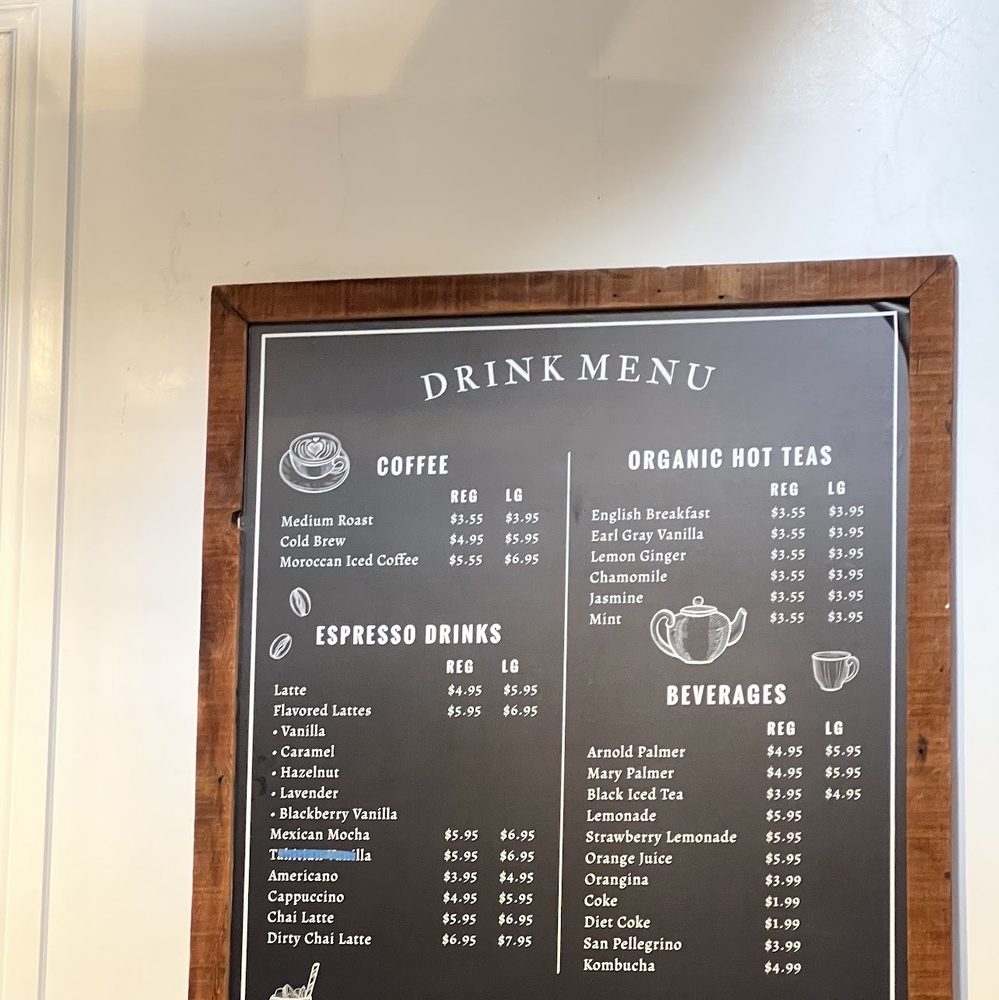 DRINK MENU
COFFEE
REG LG
Medium Roast $3.55 $3.95
Cold Brew $4.95 $5.95
Moroccan Iced Coffee $5.55 $6.95
ESPRESSO DRINKS
REG LG
Latte $4.95 $5.95
Flavored Lattes $5.95 $6.95
• Vanilla
• Caramel
• Hazelnut
• Lavender
• Blackberry Vanilla
Mexican Mocha $5.95 $6.95
$5.95 $6.95
Americano $3.95 $4.95
Cappuccino $4.95 $5.95
Chai Latte $5.95 $6.95
Dirty Chai Latte $6.95 $7.95
ORGANIC HOT TEAS
REG LG
English Breakfast $3.55 $3.95
Earl Gray Vanilla $3.55 $3.95
Lemon Ginger $3.55 $3.95
Chamomile $3.55 $3.95
Jasmine $3.55 $3.95
Mint $3.55 $3.95
BEVERAGES
REG LG
Arnold Palmer $4.95 $5.95
Mary Palmer $4.95 $5.95
Black Iced Tea $3.95 $4.95
Lemonade $5.95
Strawberry Lemonade $5.95
Orange Juice $5.95
Orangina $3.99
Coke $1.99
Diet Coke $1.99
San Pellegrino $3.99
Kombucha $4.99